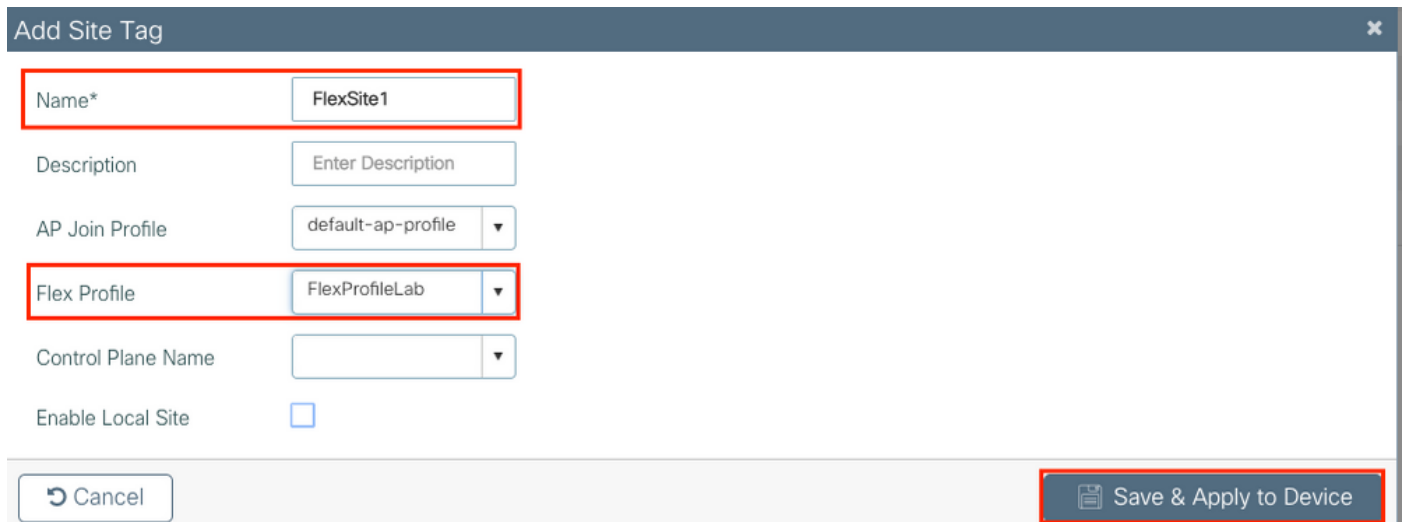 Add Site Tag
Name* FlexSite1
Description Enter Description
AP Join Profile default-ap-profile
Flex Profile FlexProfileLab
Control Plane Name
Enable Local Site
Cancel Save & Apply to Device